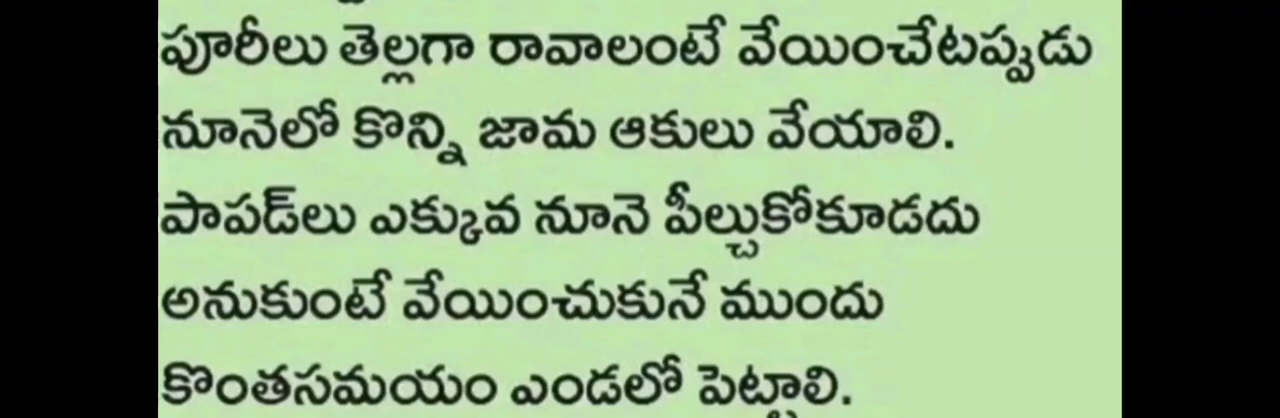 పూరీలు తెల్లగా రావాలంటే వేయించేటప్పుడు
నూనెలో కొన్ని జామ ఆకులు వేయాలి.
పాపడ్‌లు ఎక్కువ నూనె పీల్చుకోకూడదు
అనుకుంటే వేయించుకునే ముందు
కొంతసమయం ఎండలో పెట్టాలి.